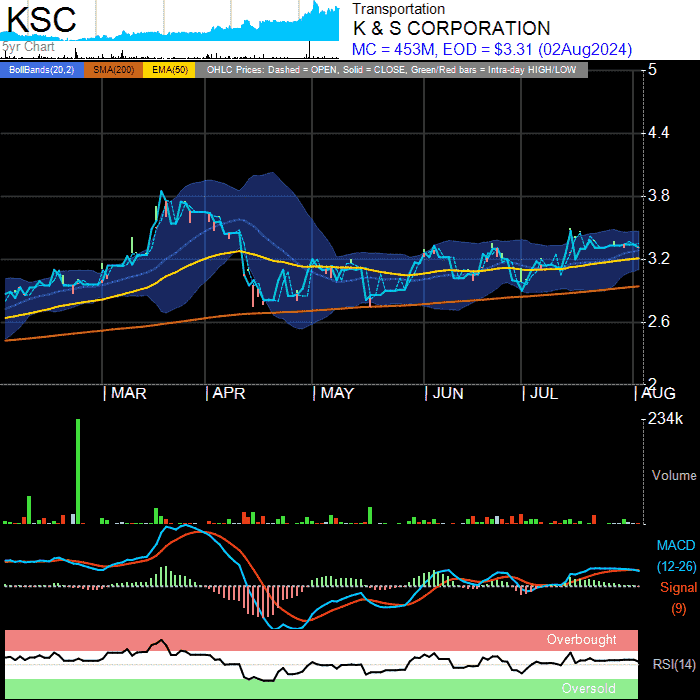 KSC
5yr Chart
Transportation
K & S CORPORATION
MC = 453M, EOD = $3.31 (02Aug2024)
BollBands(20,2) SMA(200) EMA(50) OHLC Prices: Dashed = OPEN, Solid = CLOSE, Green/Red bars = Intra-day HIGH/LOW
5
4.4
3.8
3.2
2.6
2
MAR APR MAY JUN JUL AUG
234k
Volume
MACD
(12-26)
Signal
(9)
Overbought
RSI(14)
Oversold